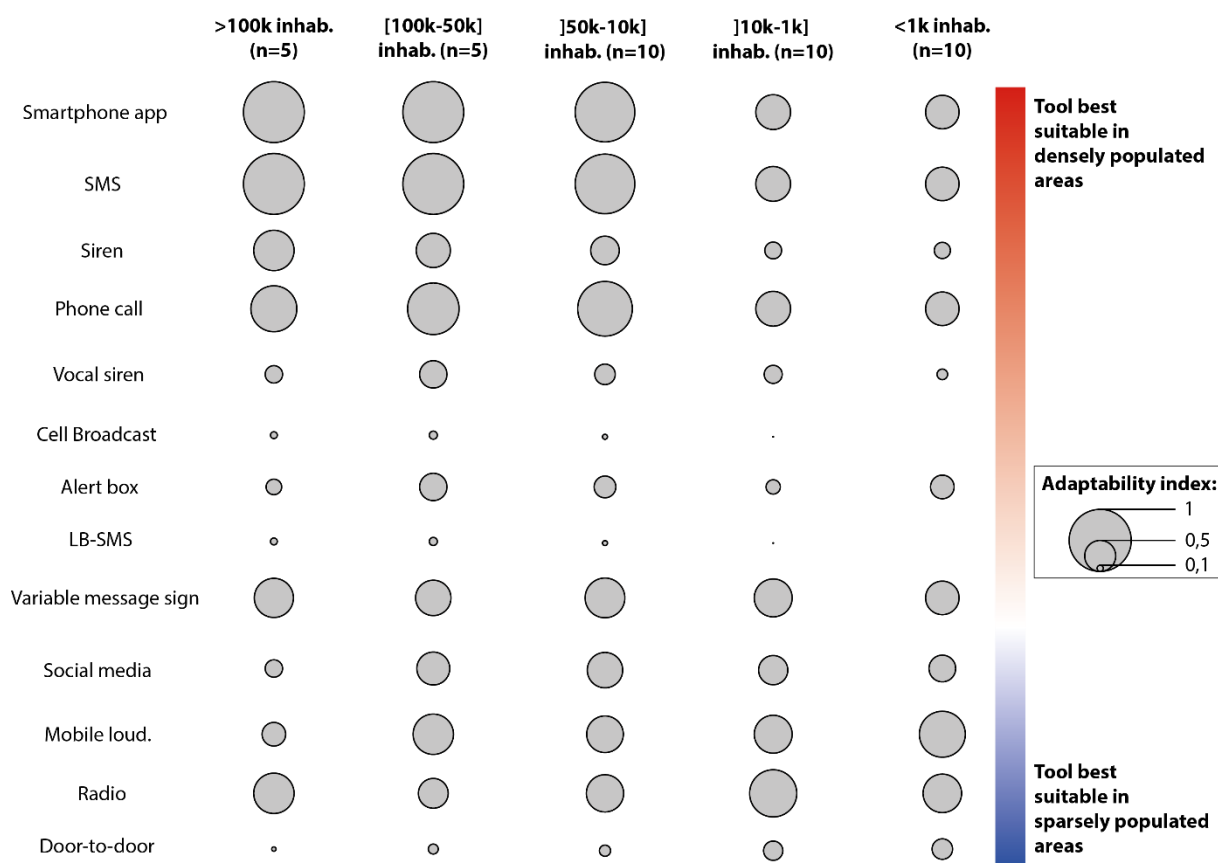 >100k inhab.
(n=5)
[100k-50k]
inhab. (n=5)
]50k-10k]
inhab. (n=10)
]10k-1k]
inhab. (n=10)
<1k inhab.
(n=10)
Smartphone app
SMS
Siren
Phone call
Vocal siren
Cell Broadcast
Alert box
LB-SMS
Variable message sign
Social media
Mobile loud.
Radio
Door-to-door
Tool best
suitable in
densely populated
areas
Adaptability index:
1
0,5
0,1
Tool best
suitable in
sparsely populated
areas